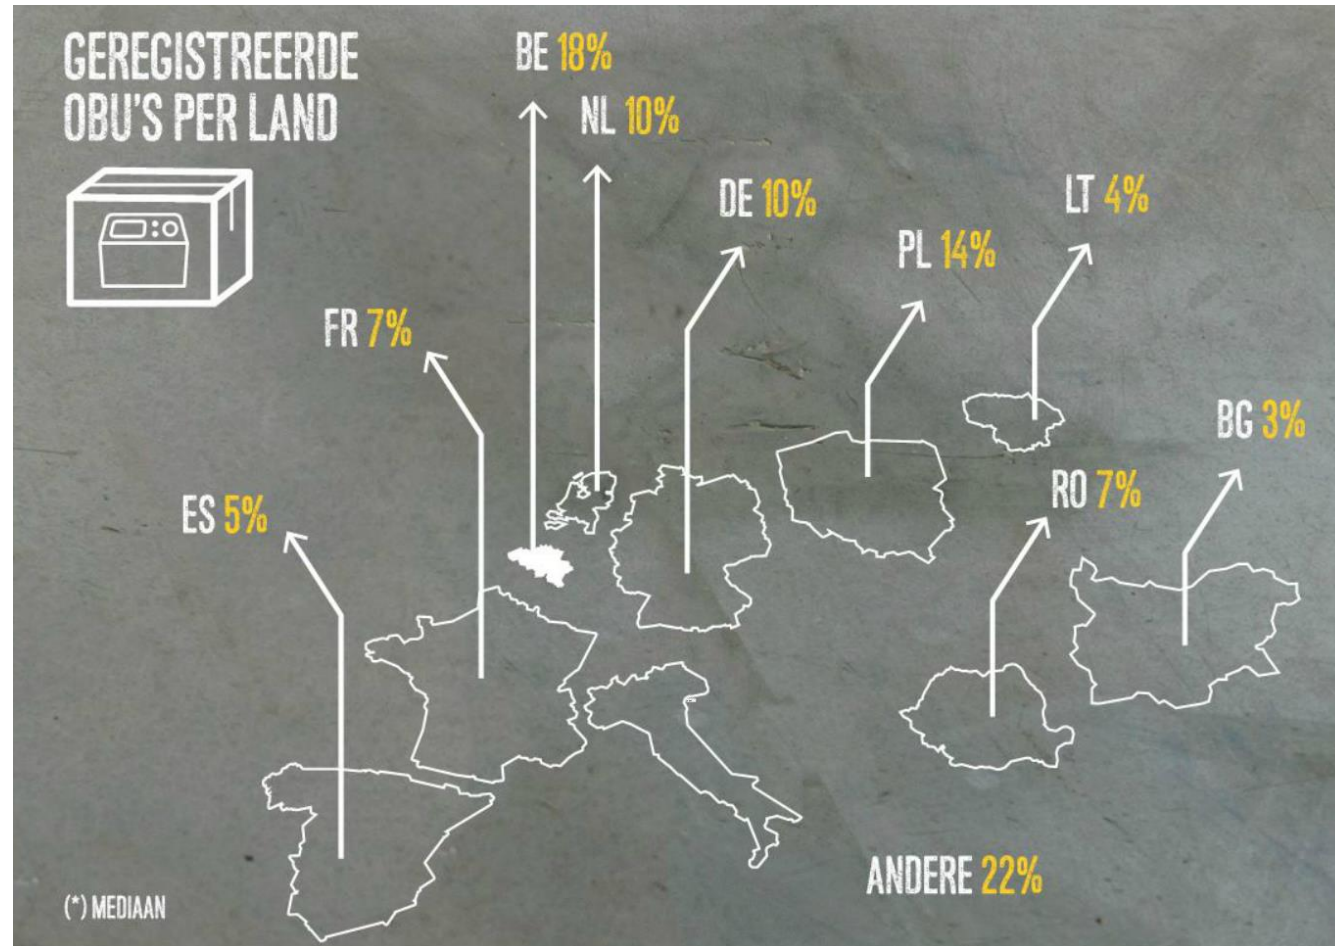 GEREGISTREERDE
OBU'S PER LAND
BE 18%
NL 10%
DE 10%
LT 4%
PL 14%
FR 7%
BG 3%
RO 7%
ES 5%
ANDERE 22%
(*) MEDIAAN